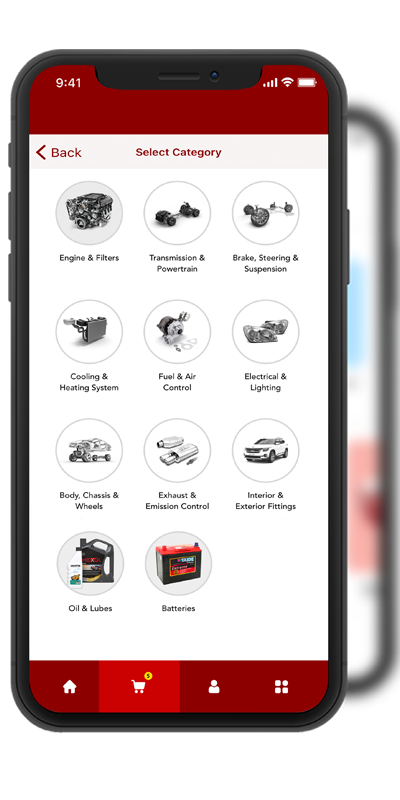 9:41
Back
Select Category
Engine & Filters
Transmission &
Powertrain
Brake, Steering &
Suspension
Cooling &
Heating System
Fuel & Air
Control
Electrical &
Lighting
Body, Chassis &
Wheels
Exhaust &
Emission Control
Interior &
Exterior Fittings
Oil & Lubes
Batteries